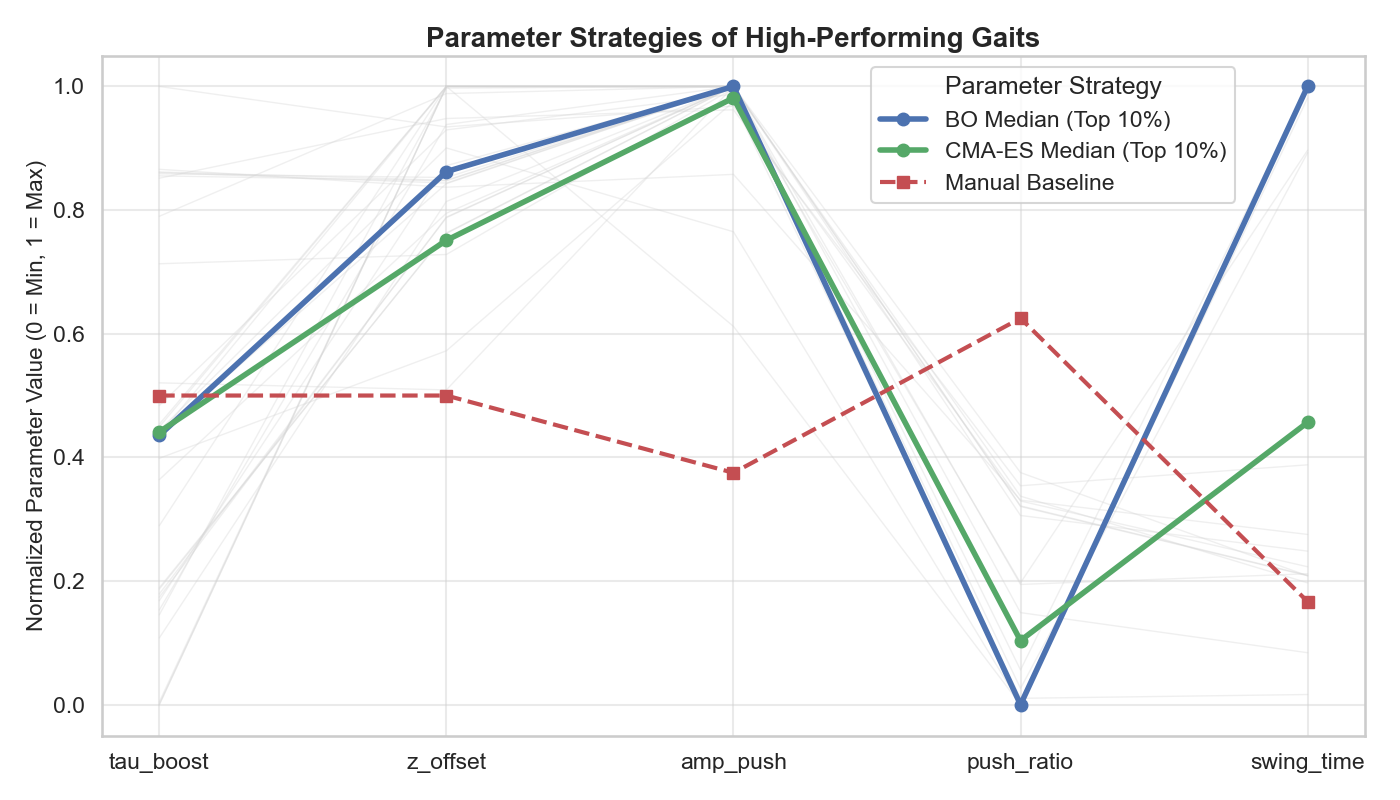 Parameter Strategies of High-Performing Gaits
Normalized Parameter Value (0 = Min, 1 = Max)
1.0
0.8
0.6
0.4
0.2
0.0
Parameter Strategy
BO Median (Top 10%)
CMA-ES Median (Top 10%)
Manual Baseline
tau_boost
z_offset
amp_push
push_ratio
swing_time